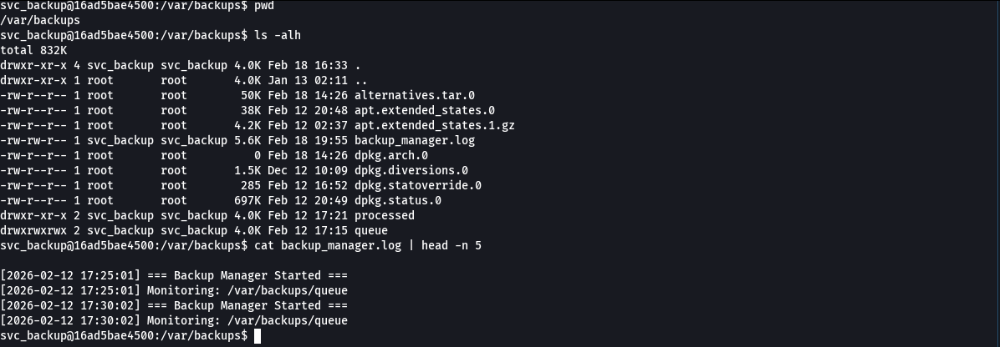 svc_backup@16ad5bae4500:/var/backups$ pwd
/var/backups
svc_backup@16ad5bae4500:/var/backups$ ls -alh
total 832K
drwxr-xr-x 4 svc_backup svc_backup 4.0K Feb 18 16:33 .
drwxr-xr-x 1 root       root       4.0K Jan 13 02:11 ..
-rw-r--r-- 1 root       root        50K Feb 18 14:26 alternatives.tar.0
-rw-r--r-- 1 root       root        38K Feb 12 20:48 apt.extended_states.0
-rw-r--r-- 1 root       root       4.2K Feb 12 02:37 apt.extended_states.1.gz
-rw-rw-r-- 1 svc_backup svc_backup 5.6K Feb 18 19:55 backup_manager.log
-rw-r--r-- 1 root       root          0 Feb 18 14:26 dpkg.arch.0
-rw-r--r-- 1 root       root       1.5K Dec 12 10:09 dpkg.diversions.0
-rw-r--r-- 1 root       root        285 Feb 12 16:52 dpkg.statoverride.0
-rw-r--r-- 1 root       root       697K Feb 12 20:49 dpkg.status.0
drwxr-xr-x 2 svc_backup svc_backup 4.0K Feb 12 17:21 processed
drwxrwxrwx 2 svc_backup svc_backup 4.0K Feb 12 17:15 queue
svc_backup@16ad5bae4500:/var/backups$ cat backup_manager.log | head -n 5

[2026-02-12 17:25:01] === Backup Manager Started ===
[2026-02-12 17:25:01] Monitoring: /var/backups/queue
[2026-02-12 17:30:02] === Backup Manager Started ===
[2026-02-12 17:30:02] Monitoring: /var/backups/queue
svc_backup@16ad5bae4500:/var/backups$